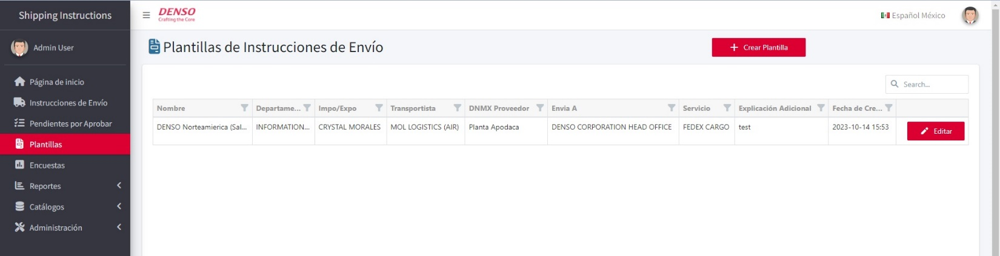 Shipping Instructions
DENSO
Crafting the Core
Español México
Admin User
Plantillas de Instrucciones de Envío
Crear Plantilla
Página de inicio
Instrucciones de Envío
Pendientes por Aprobar
Plantillas
Encuestas
Reportes
Catálogos
Administración
Search...
Nombre Departame... Impo/Expo Transportista DNMX Proveedor Envia A Servicio Explicación Adicional Fecha de Cre...
DENSO Norteamierica (Sal... INFORMATION... CRYSTAL MORALES MOL LOGISTICS (AIR) Planta Apodaca DENSO CORPORATION HEAD OFFICE FEDEX CARGO test 2023-10-14 15:53 Editar